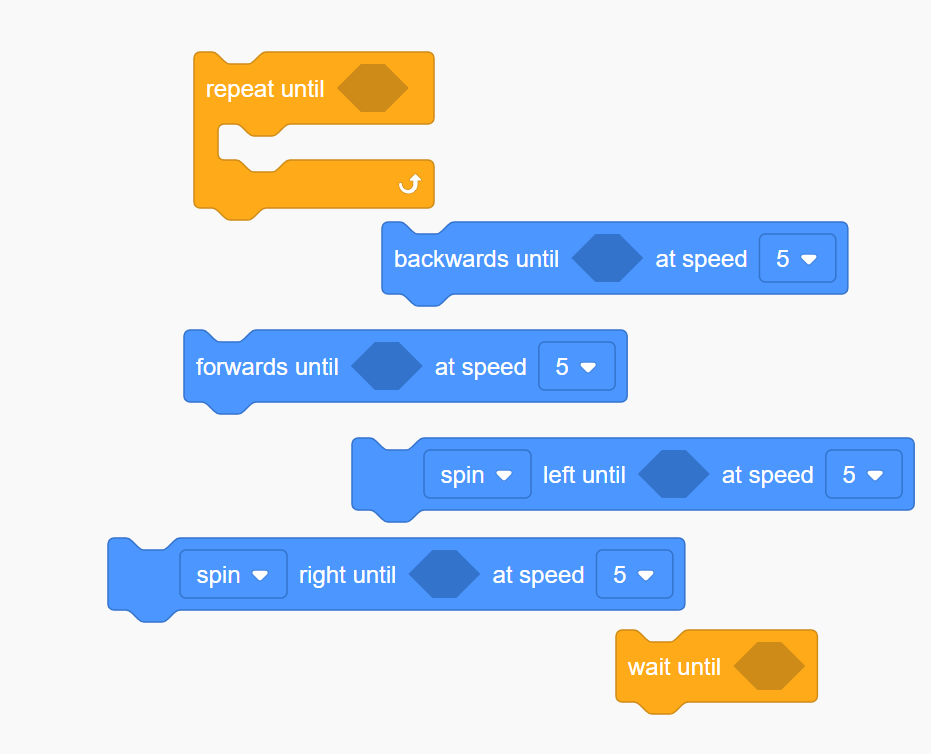 repeat until
backwards until at speed 5
forwards until at speed 5
spin left until at speed 5
spin right until at speed 5
wait until